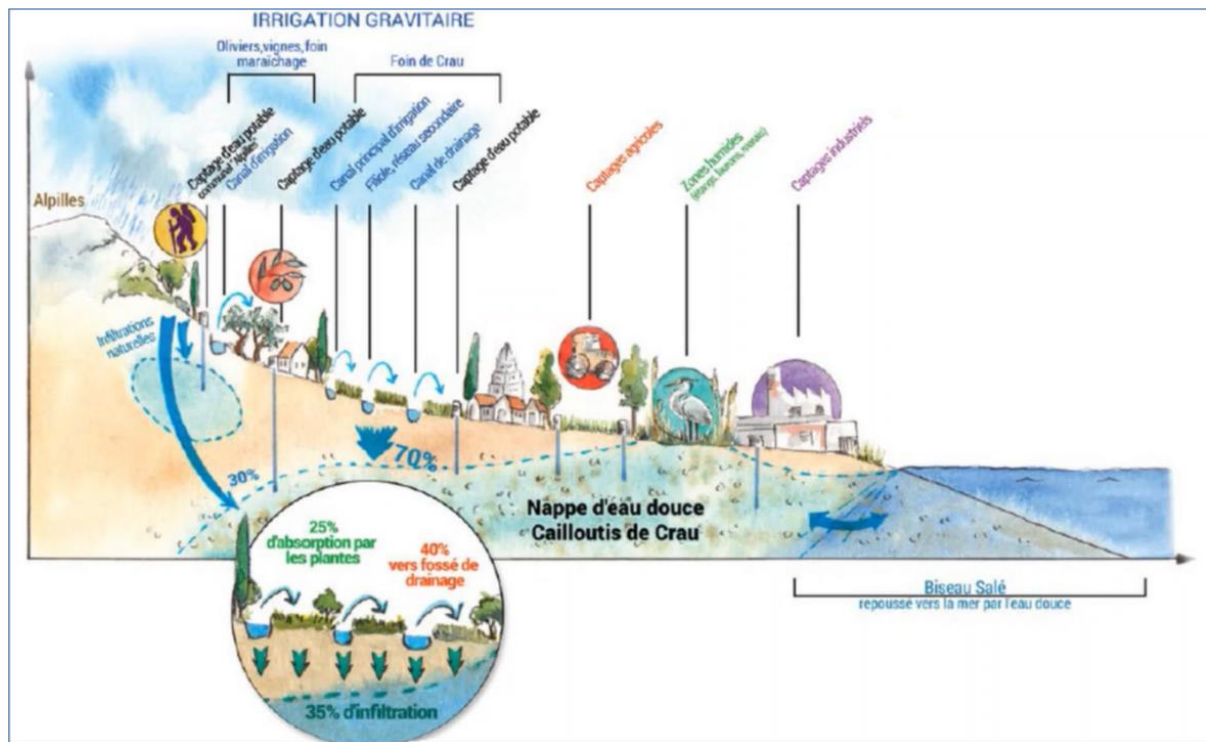 IRRIGATION GRAVITAIRE
Oliviers,vignes,foin
maraîchage
Foin de Crau
Captage d'eau potable
communal "Alpilles"
Canal d'irrigation
Captage d'eau potable
Canal principal d'irrigation
Filiole, réseau secondaire
Canal de drainage
Captage d'eau potable
Captages agricoles
Zones humides
Captages industriels
Alpilles
Infiltrations
naturelles
70%
30%
Nappe d'eau douce
Cailloutis de Crau
25%
d'absorption par
les plantes
40%
vers fossé de
drainage
35% d'infiltration
Biseau Salé
repoussé vers la mer par l'eau douce